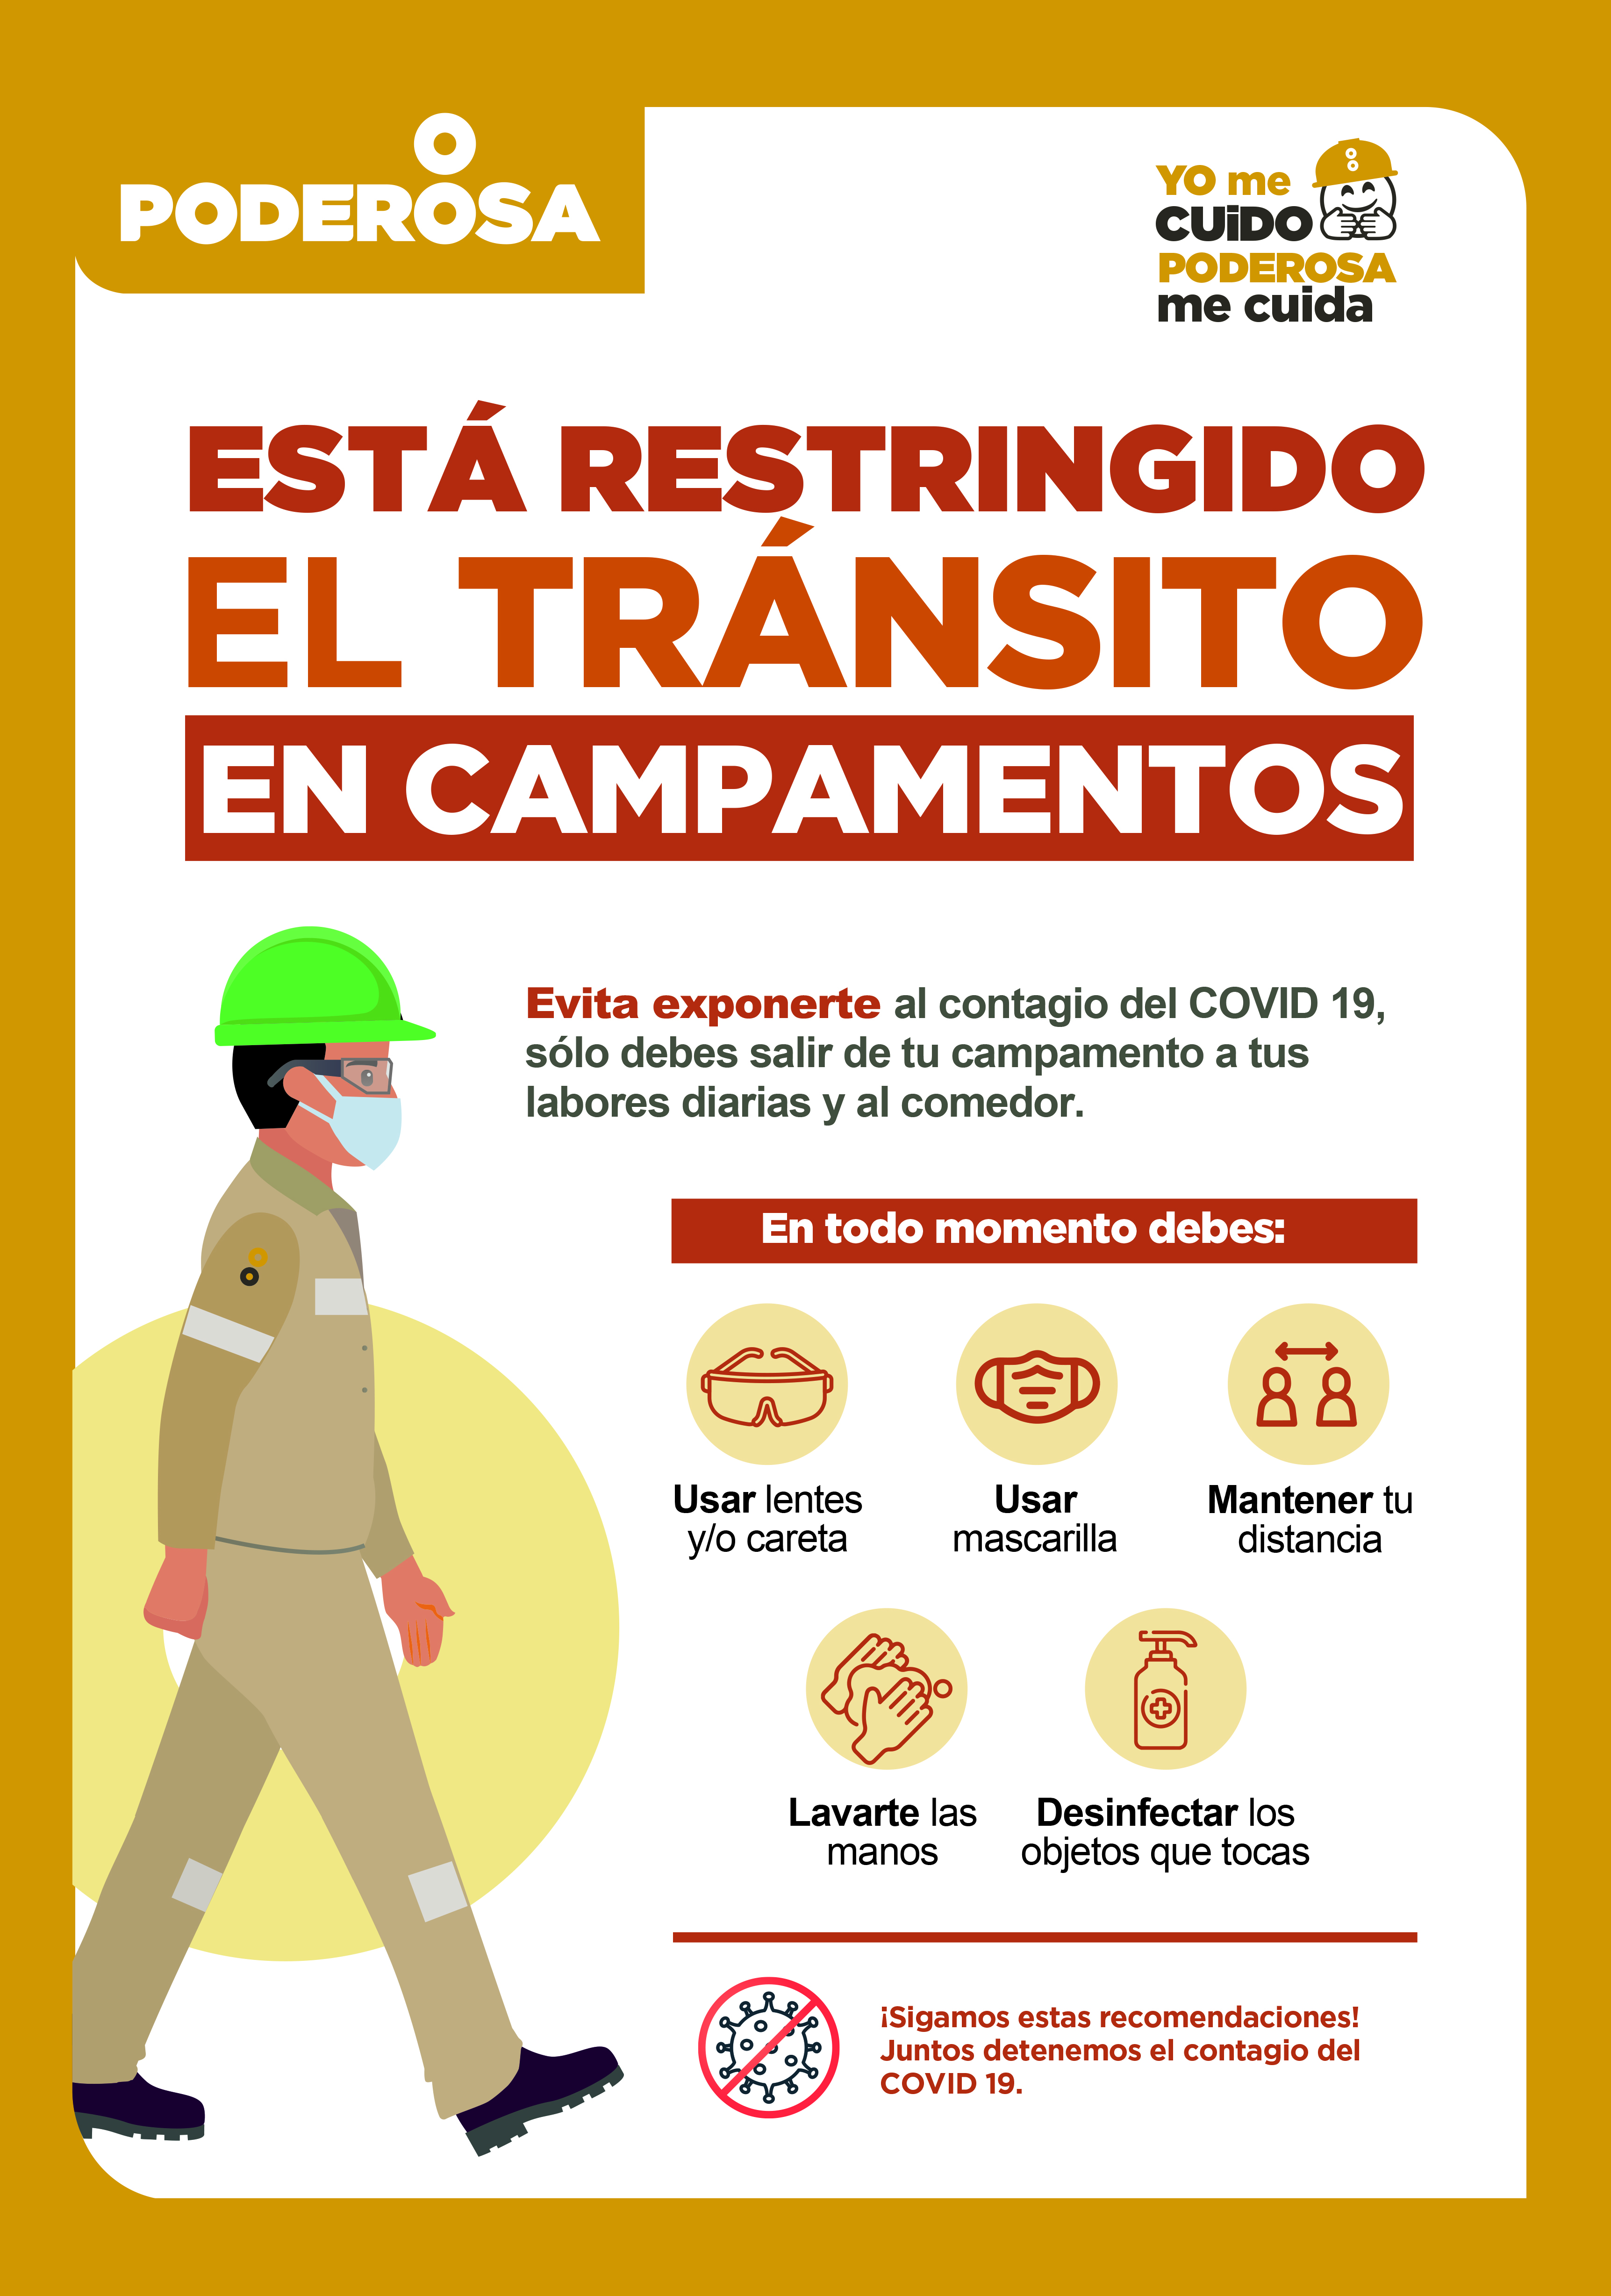 PODEROSA
YO me
CUiDO
PODEROSA
me cuida
ESTÁ RESTRINGIDO
EL TRÁNSITO
EN CAMPAMENTOS
Evita exponerte al contagio del COVID 19,
sólo debes salir de tu campamento a tus
labores diarias y al comedor.
En todo momento debes:
Usar lentes
y/o careta
Usar
mascarilla
Mantener tu
distancia
Lavarte las
manos
Desinfectar los
objetos que tocas
¡Sigamos estas recomendaciones!
Juntos detenemos el contagio del
COVID 19.